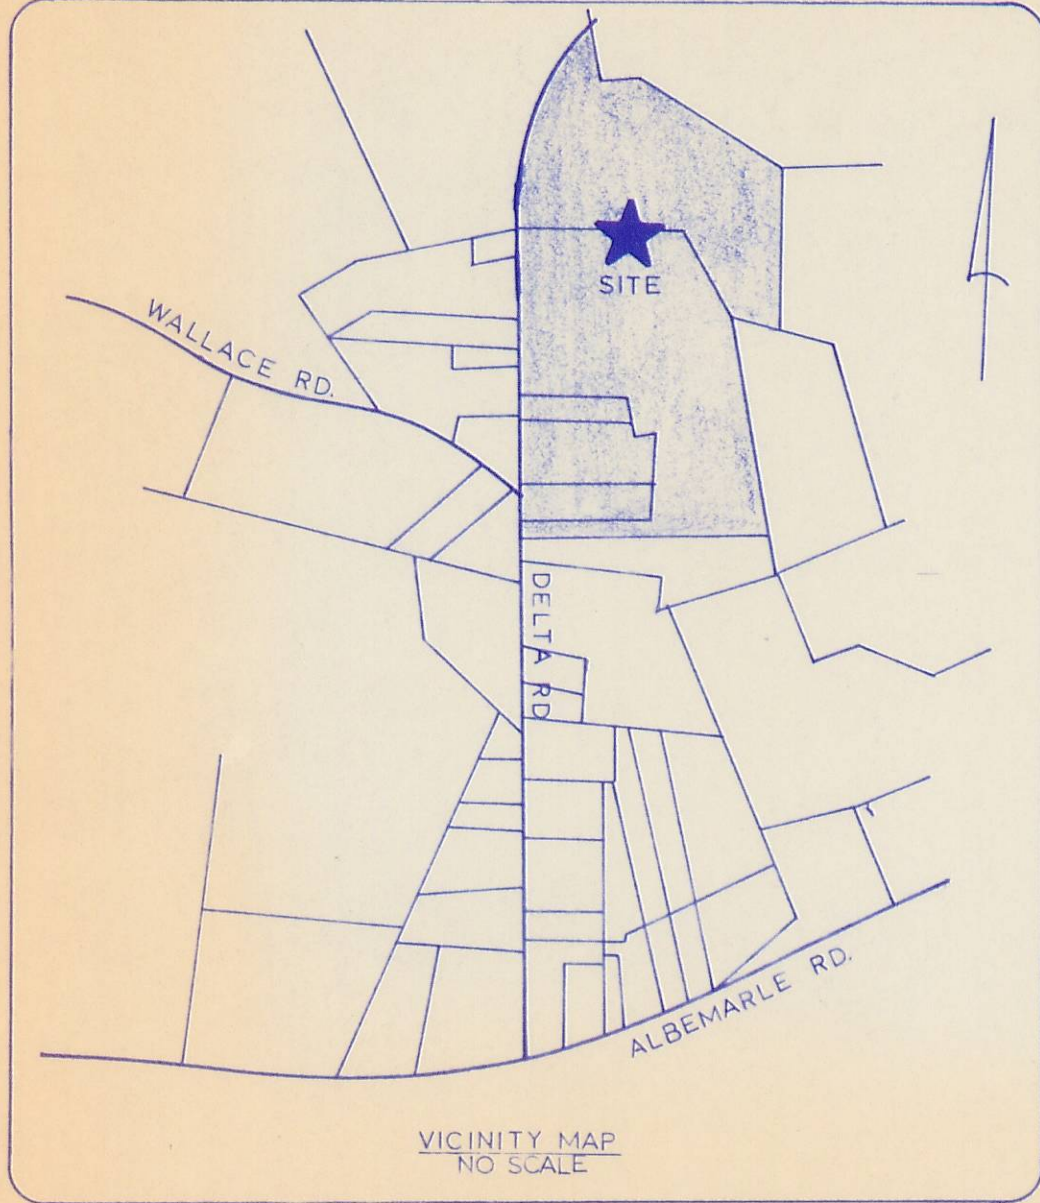 SITE
WALLACE RD.
DELTA RD
ALBEMARLE RD.
VICINITY MAP
NO SCALE